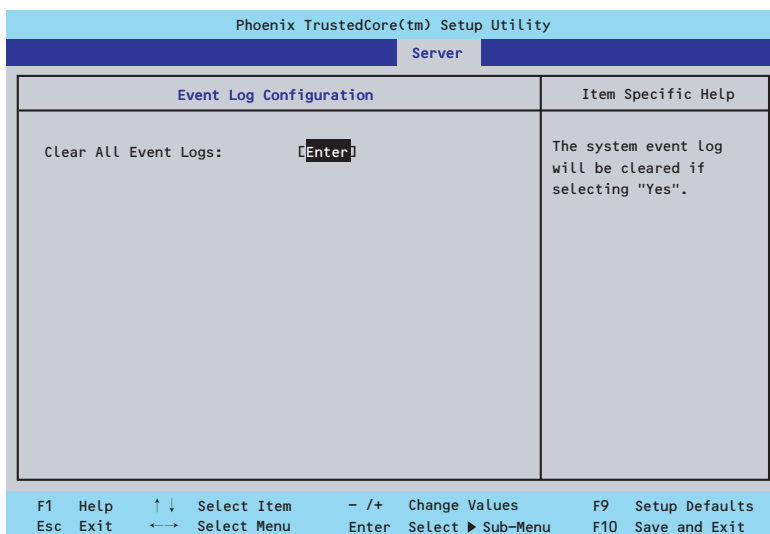 Phoenix TrustedCore(tm) Setup Utility
Server
Event Log Configuration
Item Specific Help
Clear All Event Logs: [Enter]
The system event log
will be cleared if
selecting "Yes".
F1 Help ↑↓ Select Item - /+ Change Values F9 Setup Defaults
Esc Exit ←→ Select Menu Enter Select ▶ Sub-Menu F10 Save and Exit